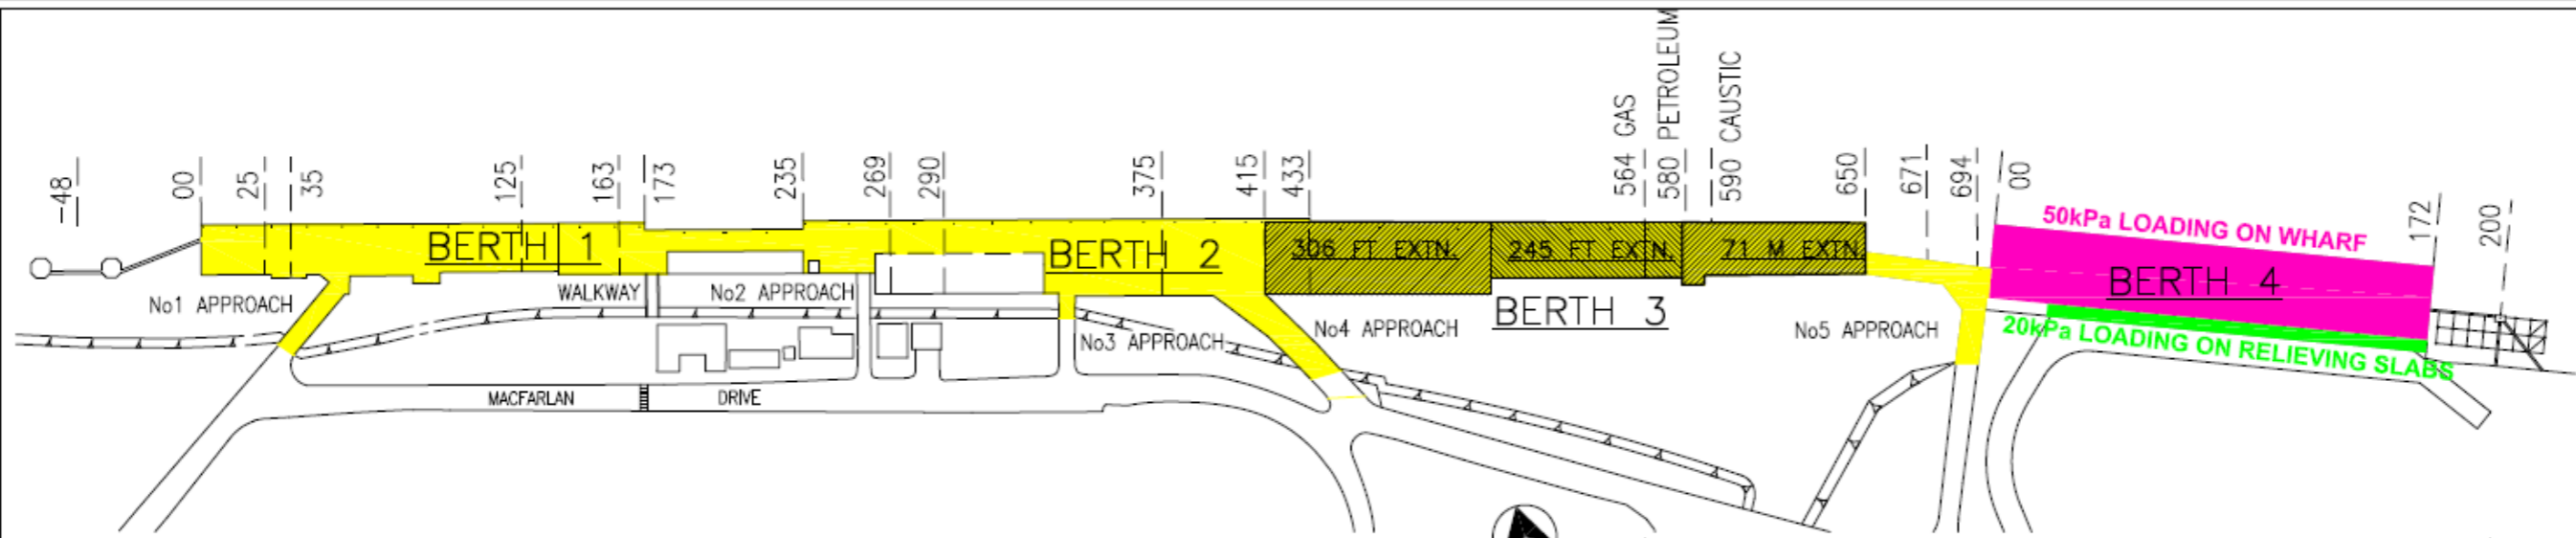 -48
00
25
35
125
163
173
235
269
290
375
415
433
564 GAS
580 PETROLEUM
590 CAUSTIC
650
671
694
00
172
200
50kPa LOADING ON WHARF
BERTH 1
BERTH 2
306 FT EXTN.
245 FT EXTN.
71 M EXTN.
BERTH 4
No1 APPROACH
WALKWAY
No2 APPROACH
BERTH 3
No3 APPROACH
No4 APPROACH
No5 APPROACH
20kPa LOADING ON RELIEVING SLABS
MACFARLAN DRIVE